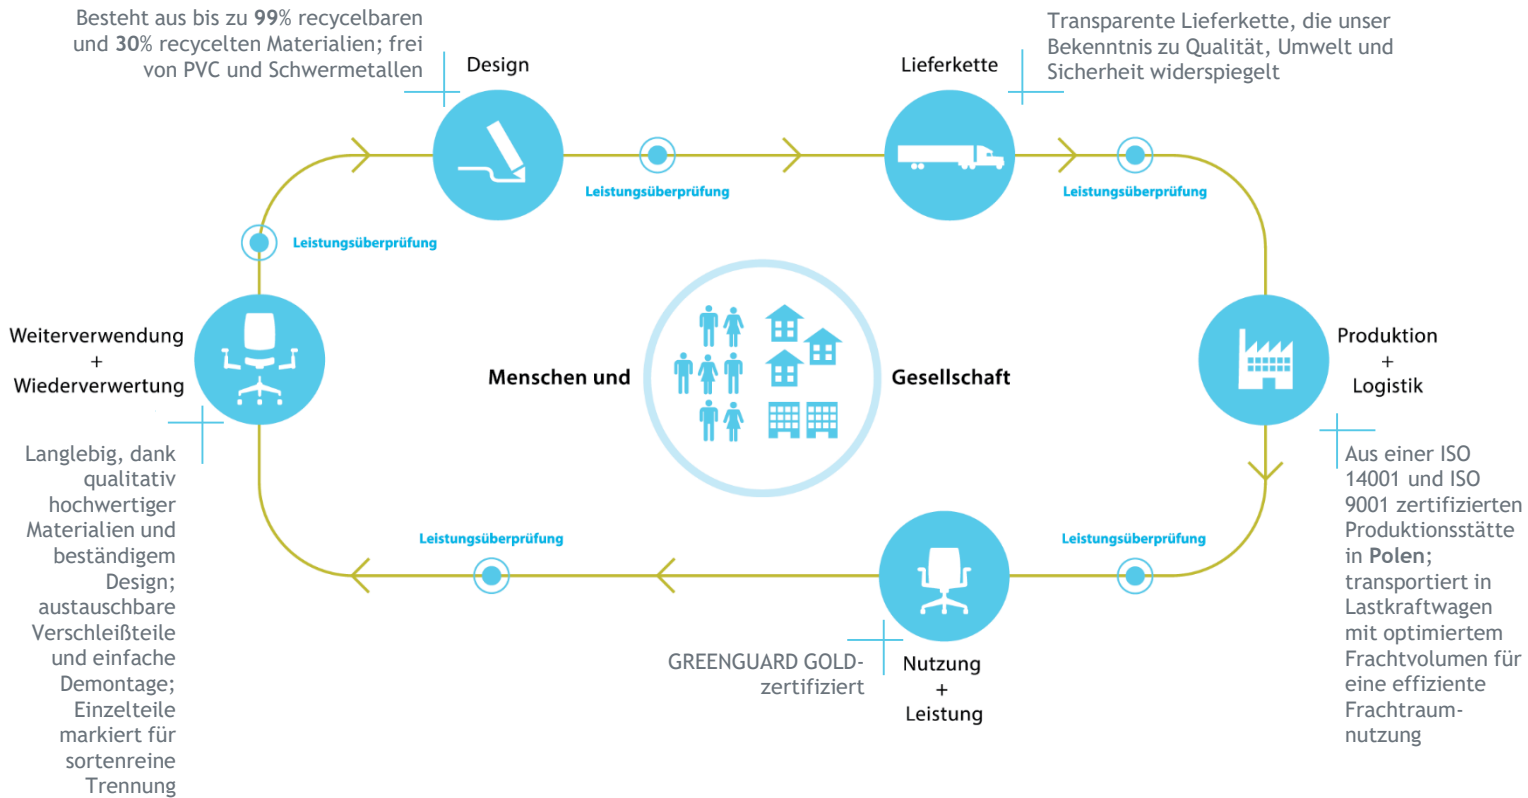 Besteht aus bis zu 99% recycelbaren
und 30% recycelten Materialien; frei
von PVC und Schwermetallen
Design
Lieferkette
Transparente Lieferkette, die unser
Bekenntnis zu Qualität, Umwelt und
Sicherheit widerspiegelt
Leistungsüberprüfung
Leistungsüberprüfung
Leistungsüberprüfung
Weiterverwendung
+
Wiederverwertung
Menschen und
Gesellschaft
Produktion
+
Logistik
Langlebig, dank
qualitativ
hochwertiger
Materialien und
beständigem
Design;
austauschbare
Verschleißteile
und einfache
Demontage;
Einzelteile
markiert für
sortenreine
Trennung
Leistungsüberprüfung
Leistungsüberprüfung
GREENGUARD GOLD-
zertifiziert
Nutzung
+
Leistung
Aus einer ISO
14001 und ISO
9001 zertifizierten
Produktionsstätte
in Polen;
transportiert in
Lastkraftwagen
mit optimiertem
Frachtvolumen für
eine effiziente
Frachtraum-
nutzung